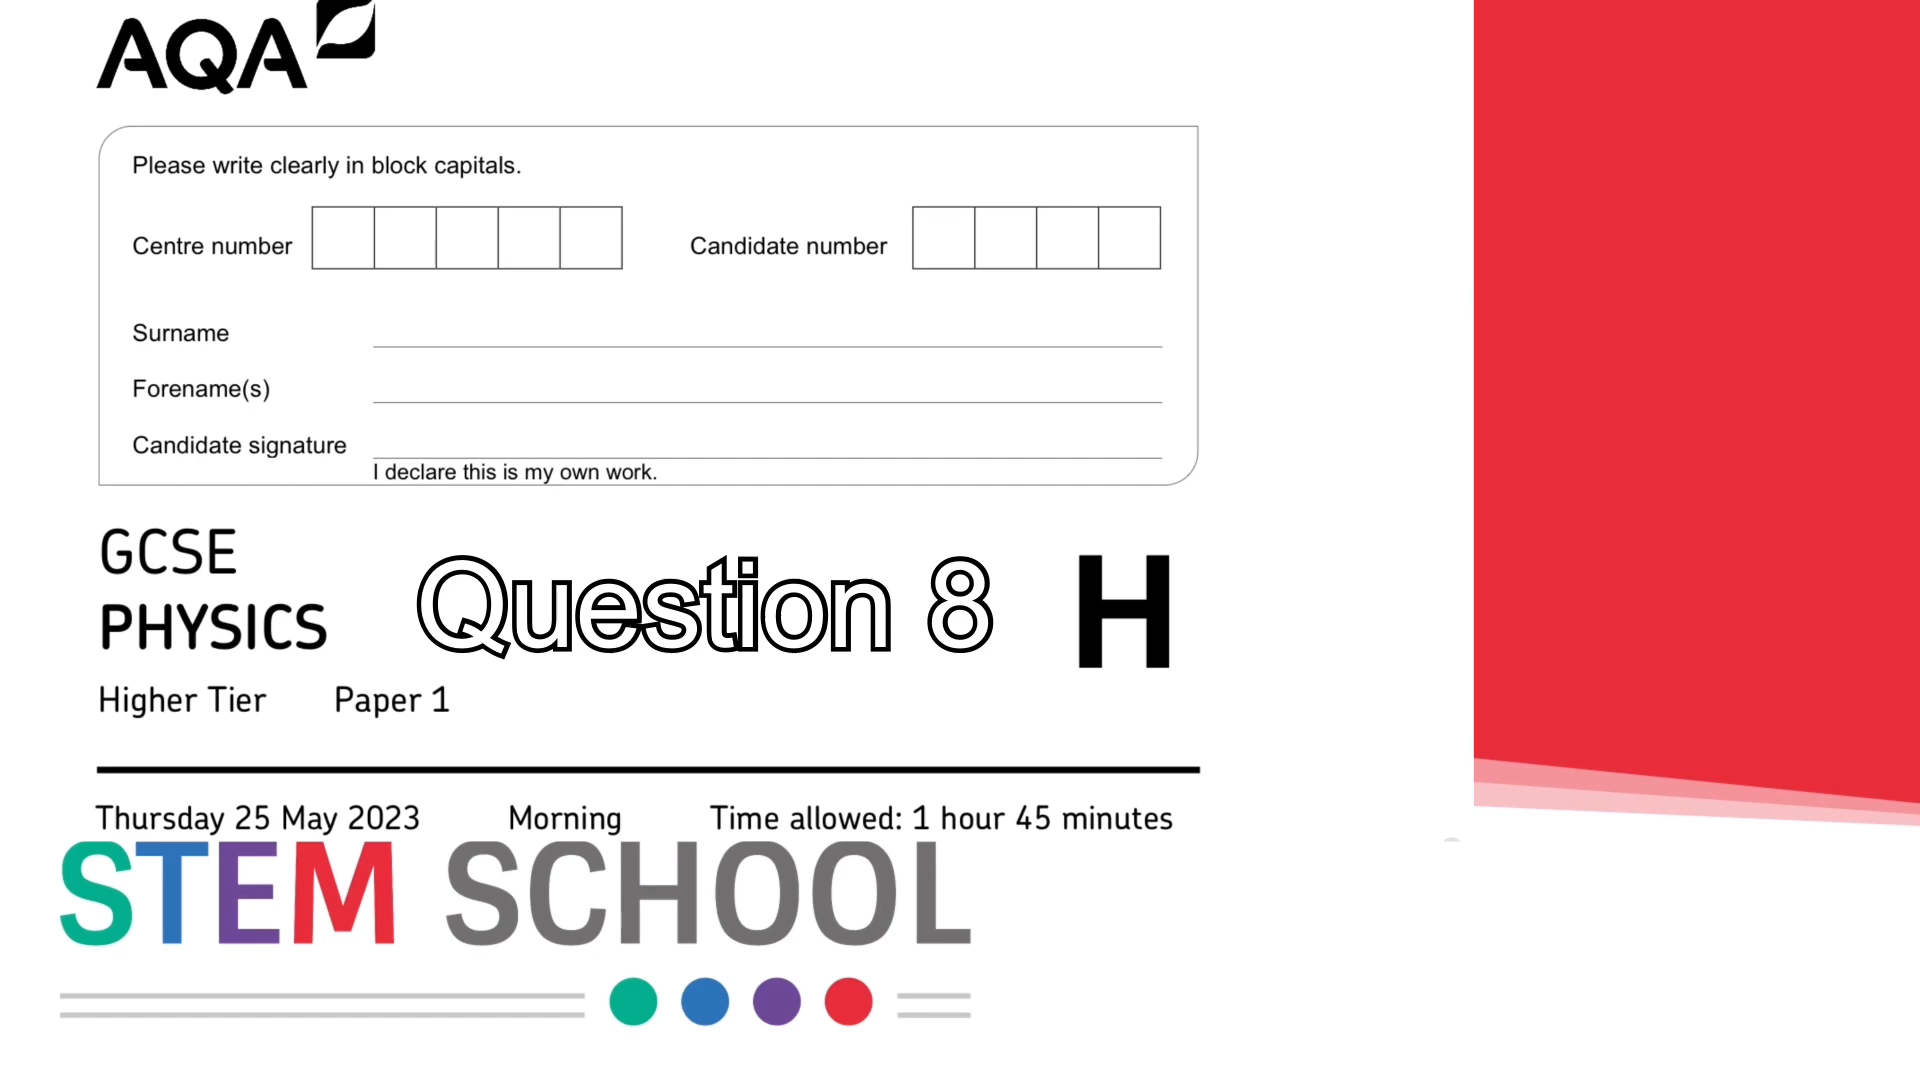 AQA
Please write clearly in block capitals.
Centre number Candidate number
Surname
Forename(s)
Candidate signature
I declare this is my own work.
GCSE
PHYSICS
Question 8
H
Higher Tier Paper 1
Thursday 25 May 2023 Morning Time allowed: 1 hour 45 minutes
STEM SCHOOL